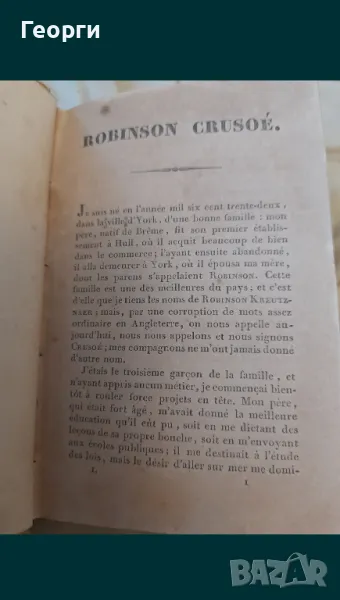 Георги
ROBINSON CRUSOÉ.
Je suis né en l'année mil six cent trente-deux,
dans la ville d'York, d'une bonne famille : mon
père, natif de Brême, fit son premier établis-
sement à Hull, où il acquit beaucoup de bien
dans le commerce ; l'ayant ensuite abandonné,
il alla demeurer à York, où il épousa ma mère,
dont les parens s'appelaient Robinson. Cette
famille est une des meilleures du pays ; et c'est
d'elle que je tiens les noms de Robinson Kreutz-
naer ; mais, par une corruption de mots assez
ordinaire en Angleterre, on nous appelle au-
jourd'hui, nous nous appelons et nous signons
Crusoé ; mes compagnons ne m'ont jamais donné
d'autre nom.
J'étais le troisième garçon de la famille, et
n'ayant appris aucun métier, je commençai bien-
tôt à rouler force projets en tête. Mon père,
qui était fort âgé, m'avait donné la meilleure
éducation qu'il eût pu, soit en me dictant des
leçons de sa propre bouche, soit en m'envoyant
aux écoles publiques ; il me destinait à l'étude
des lois, mais le désir d'aller sur mer me domi-
I. 1
bazar